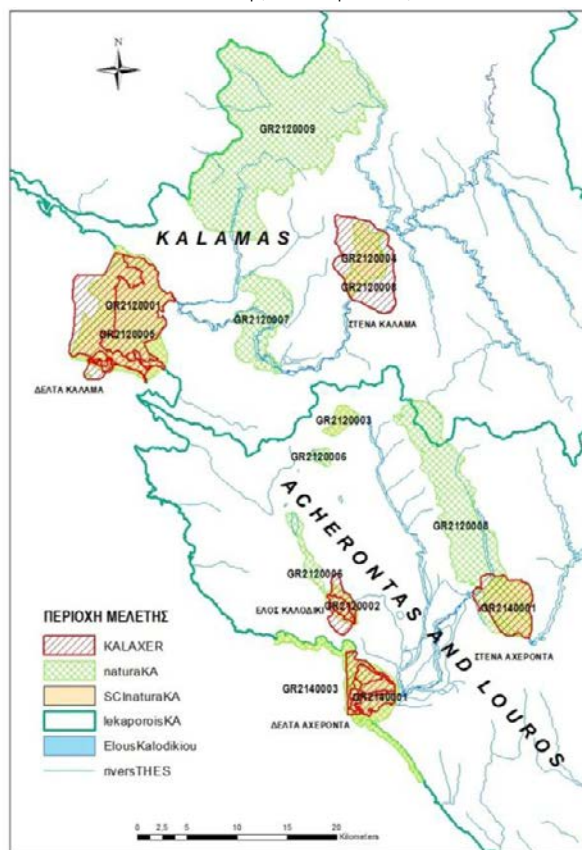 N
GR2120009
KALAMAS
GR2120004
GR2120008
ΣΤΕΝΑ ΚΑΛΑΜΑ
GR2120001
GR2120005
ΔΕΛΤΑ ΚΑΛΑΜΑ
GR2120007
GR2120003
GR2120006
GR2120008
ACHERONTAS AND LOUROS
GR2120006
ΕΛΟΣ ΚΑΛΟΔΙΚΙ
GR2120002
GR2140001
ΣΤΕΝΑ ΑΧΕΡΟΝΤΑ
GR2140003
GR2140001
ΔΕΛΤΑ ΑΧΕΡΟΝΤΑ
ΠΕΡΙΟΧΗ ΜΕΛΕΤΗΣ
KALAXER
naturaKA
SCInaturaKA
lekaporoisKA
ElousKalodikiou
riversTHES
0 2,5 5 10 15 20
Kilometers